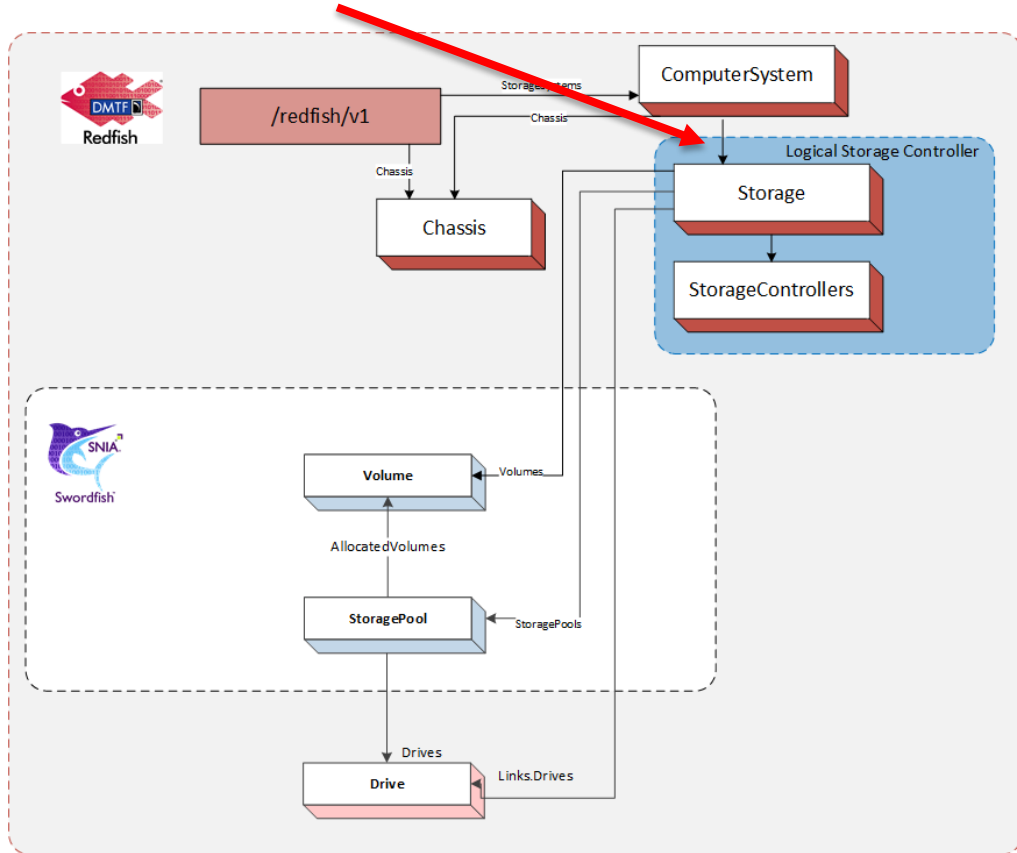 ComputerSystem
StorageSystems
DMTF
Redfish
/redfish/v1
Chassis
Logical Storage Controller
Chassis
Storage
Chassis
StorageControllers
SNIA
Swordfish
Volume
Volumes
AllocatedVolumes
StoragePool
StoragePools
Drives
Links.Drives
Drive